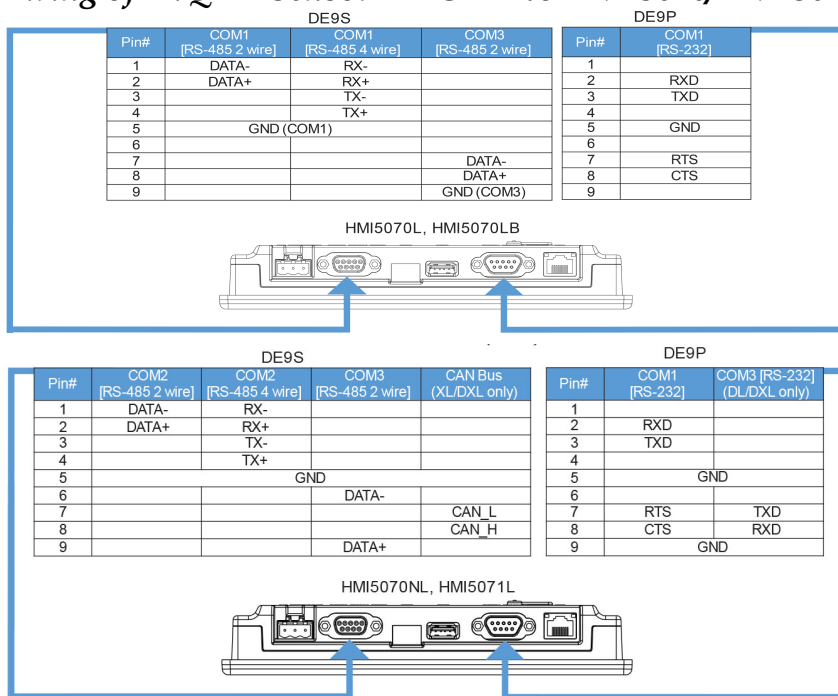 DE9S
Pin# COM1 [RS-485 2 wire] COM1 [RS-485 4 wire] COM3 [RS-485 2 wire]
1 DATA- RX-
2 DATA+ RX+
3 TX-
4 TX+
5 GND (COM1)
6
7 DATA-
8 DATA+
9 GND (COM3)
DE9P
Pin# COM1 [RS-232]
1
2 RXD
3 TXD
4
5 GND
6
7 RTS
8 CTS
9
HMI5070L, HMI5070LB
DE9S
Pin# COM2 [RS-485 2 wire] COM2 [RS-485 4 wire] COM3 [RS-485 2 wire] CAN Bus (XL/DXL only)
1 DATA- RX-
2 DATA+ RX+
3 TX-
4 TX+
5 GND
6 DATA-
7 CAN_L
8 CAN_H
9 DATA+
DE9P
Pin# COM1 [RS-232] COM3 [RS-232] (DL/DXL only)
1
2 RXD
3 TXD
4
5 GND
6
7 RTS TXD
8 CTS RXD
9 GND
HMI5070NL, HMI5071L